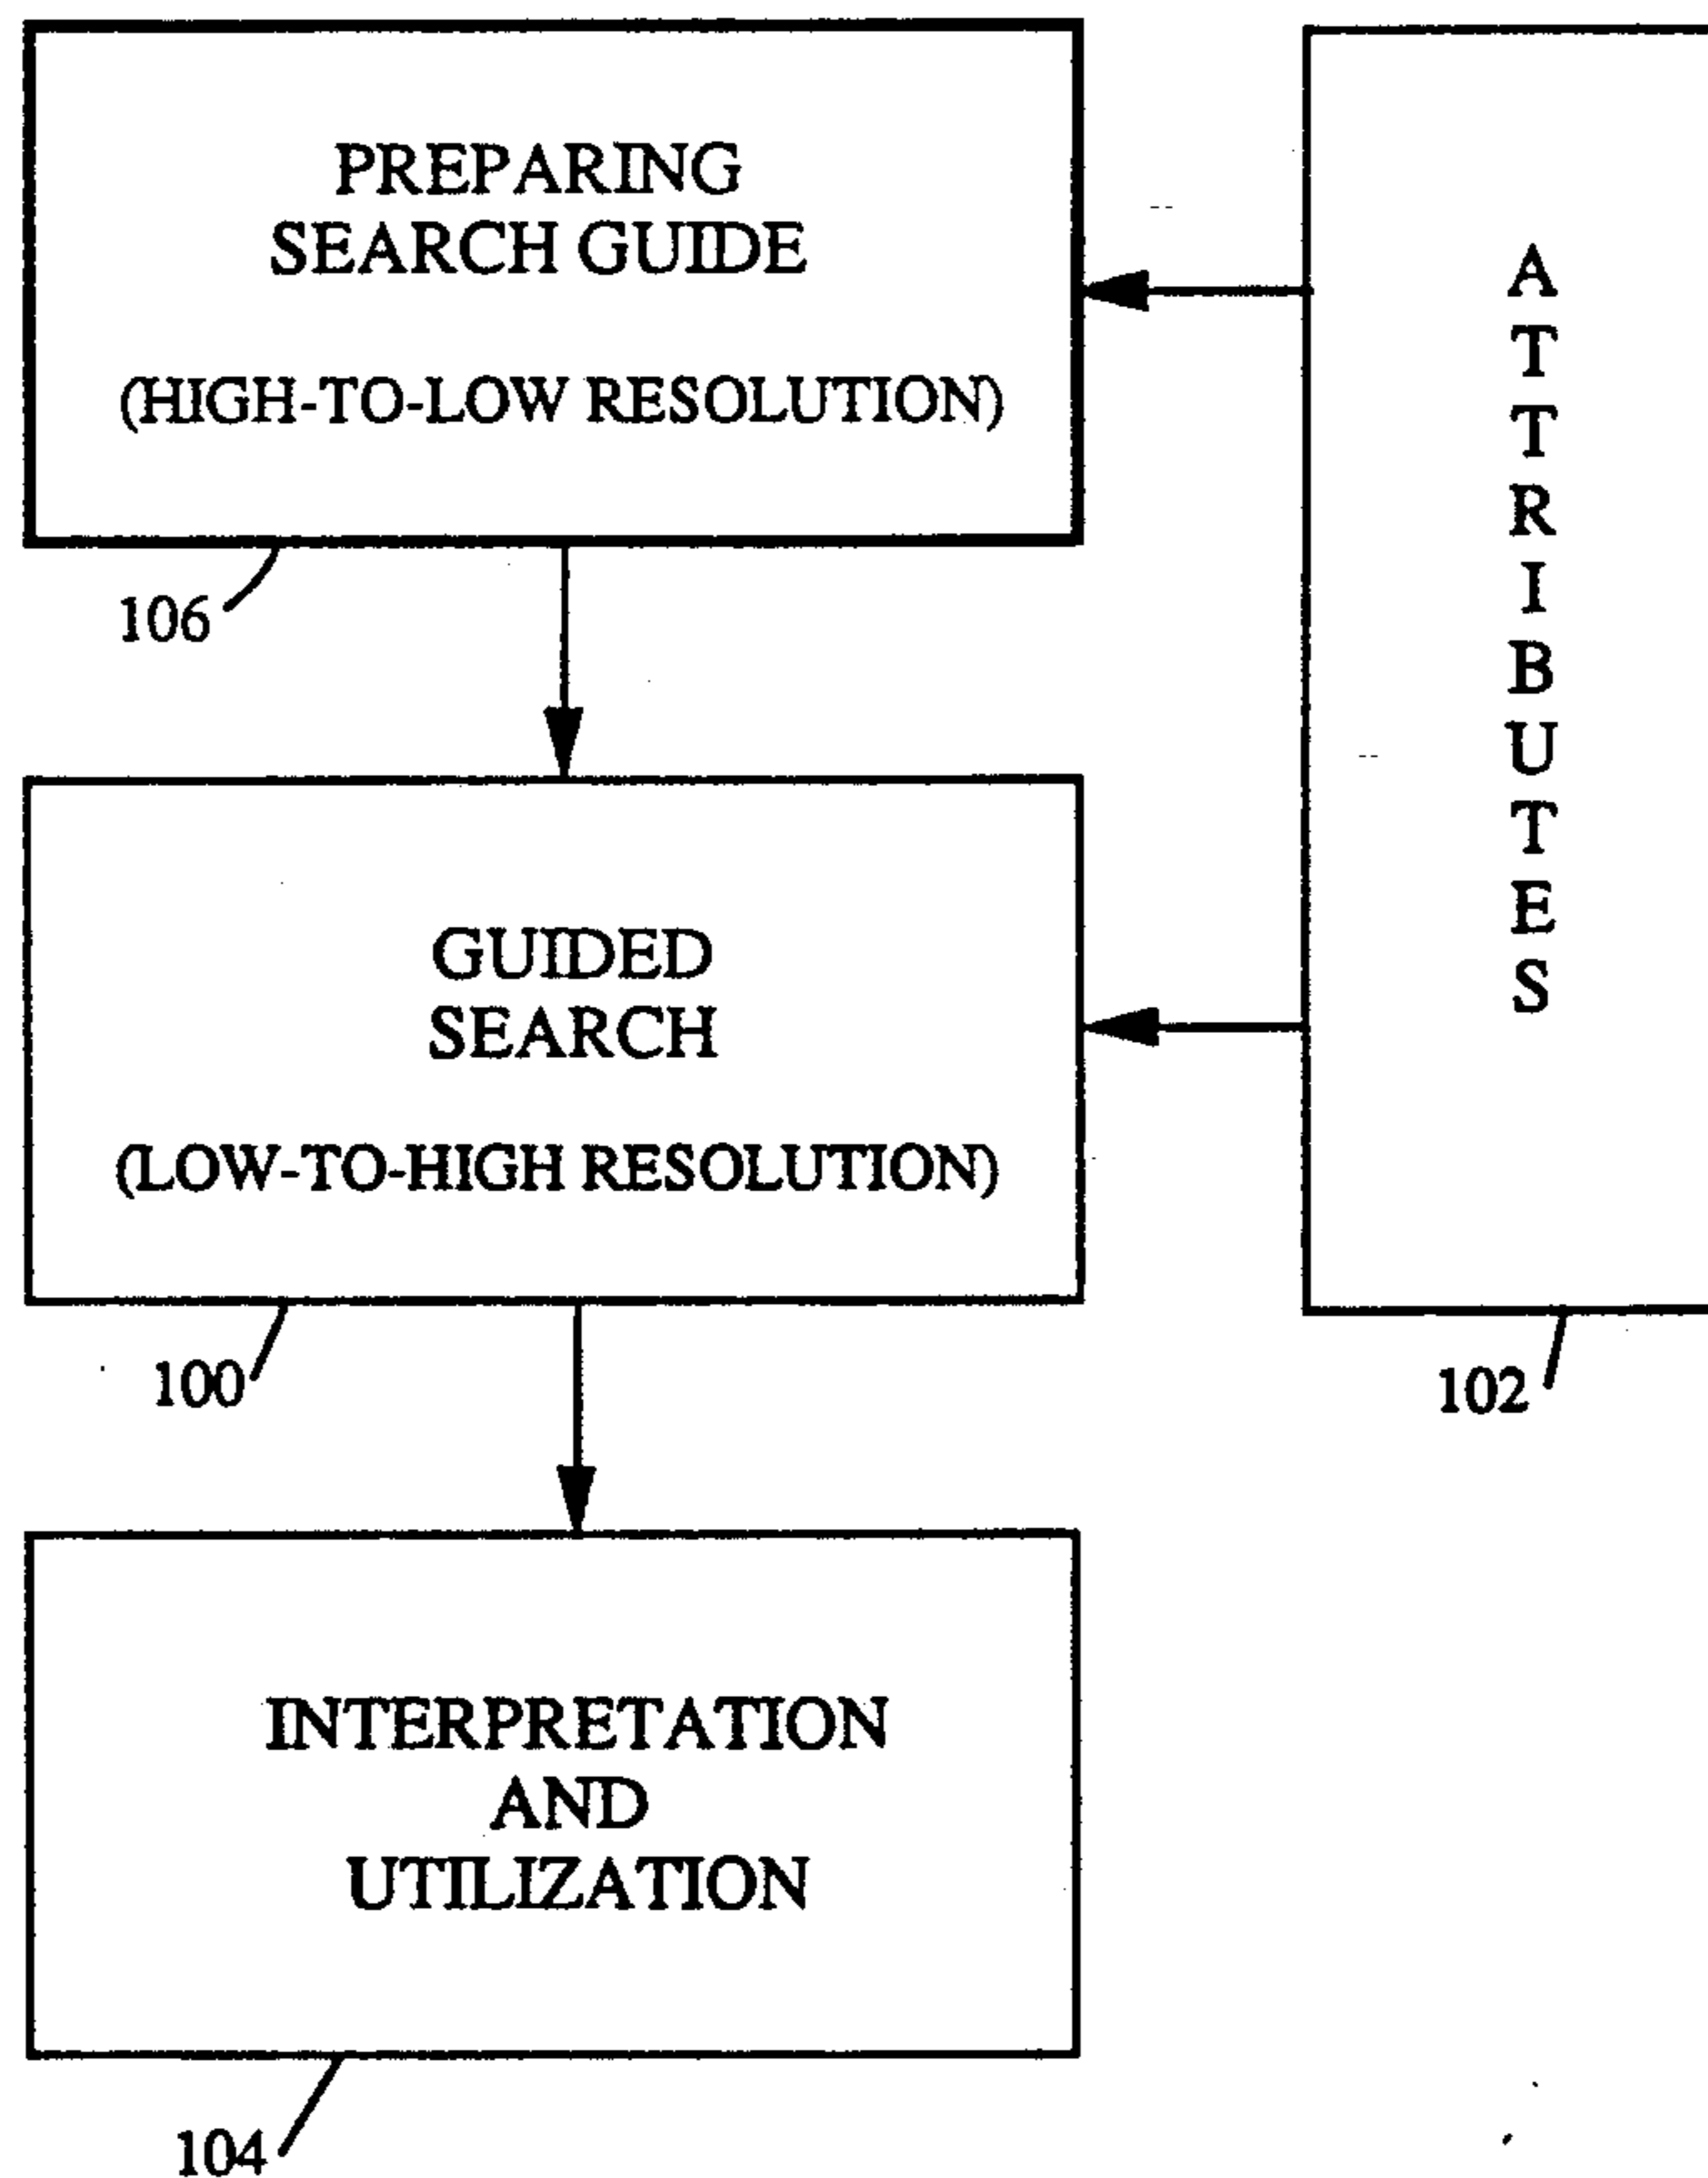 PREPARING
SEARCH GUIDE
(HIGH-TO-LOW RESOLUTION)
106
GUIDED
SEARCH
(LOW-TO-HIGH RESOLUTION)
100
INTERPRETATION
AND
UTILIZATION
104
A
T
T
R
I
B
U
T
E
S
102